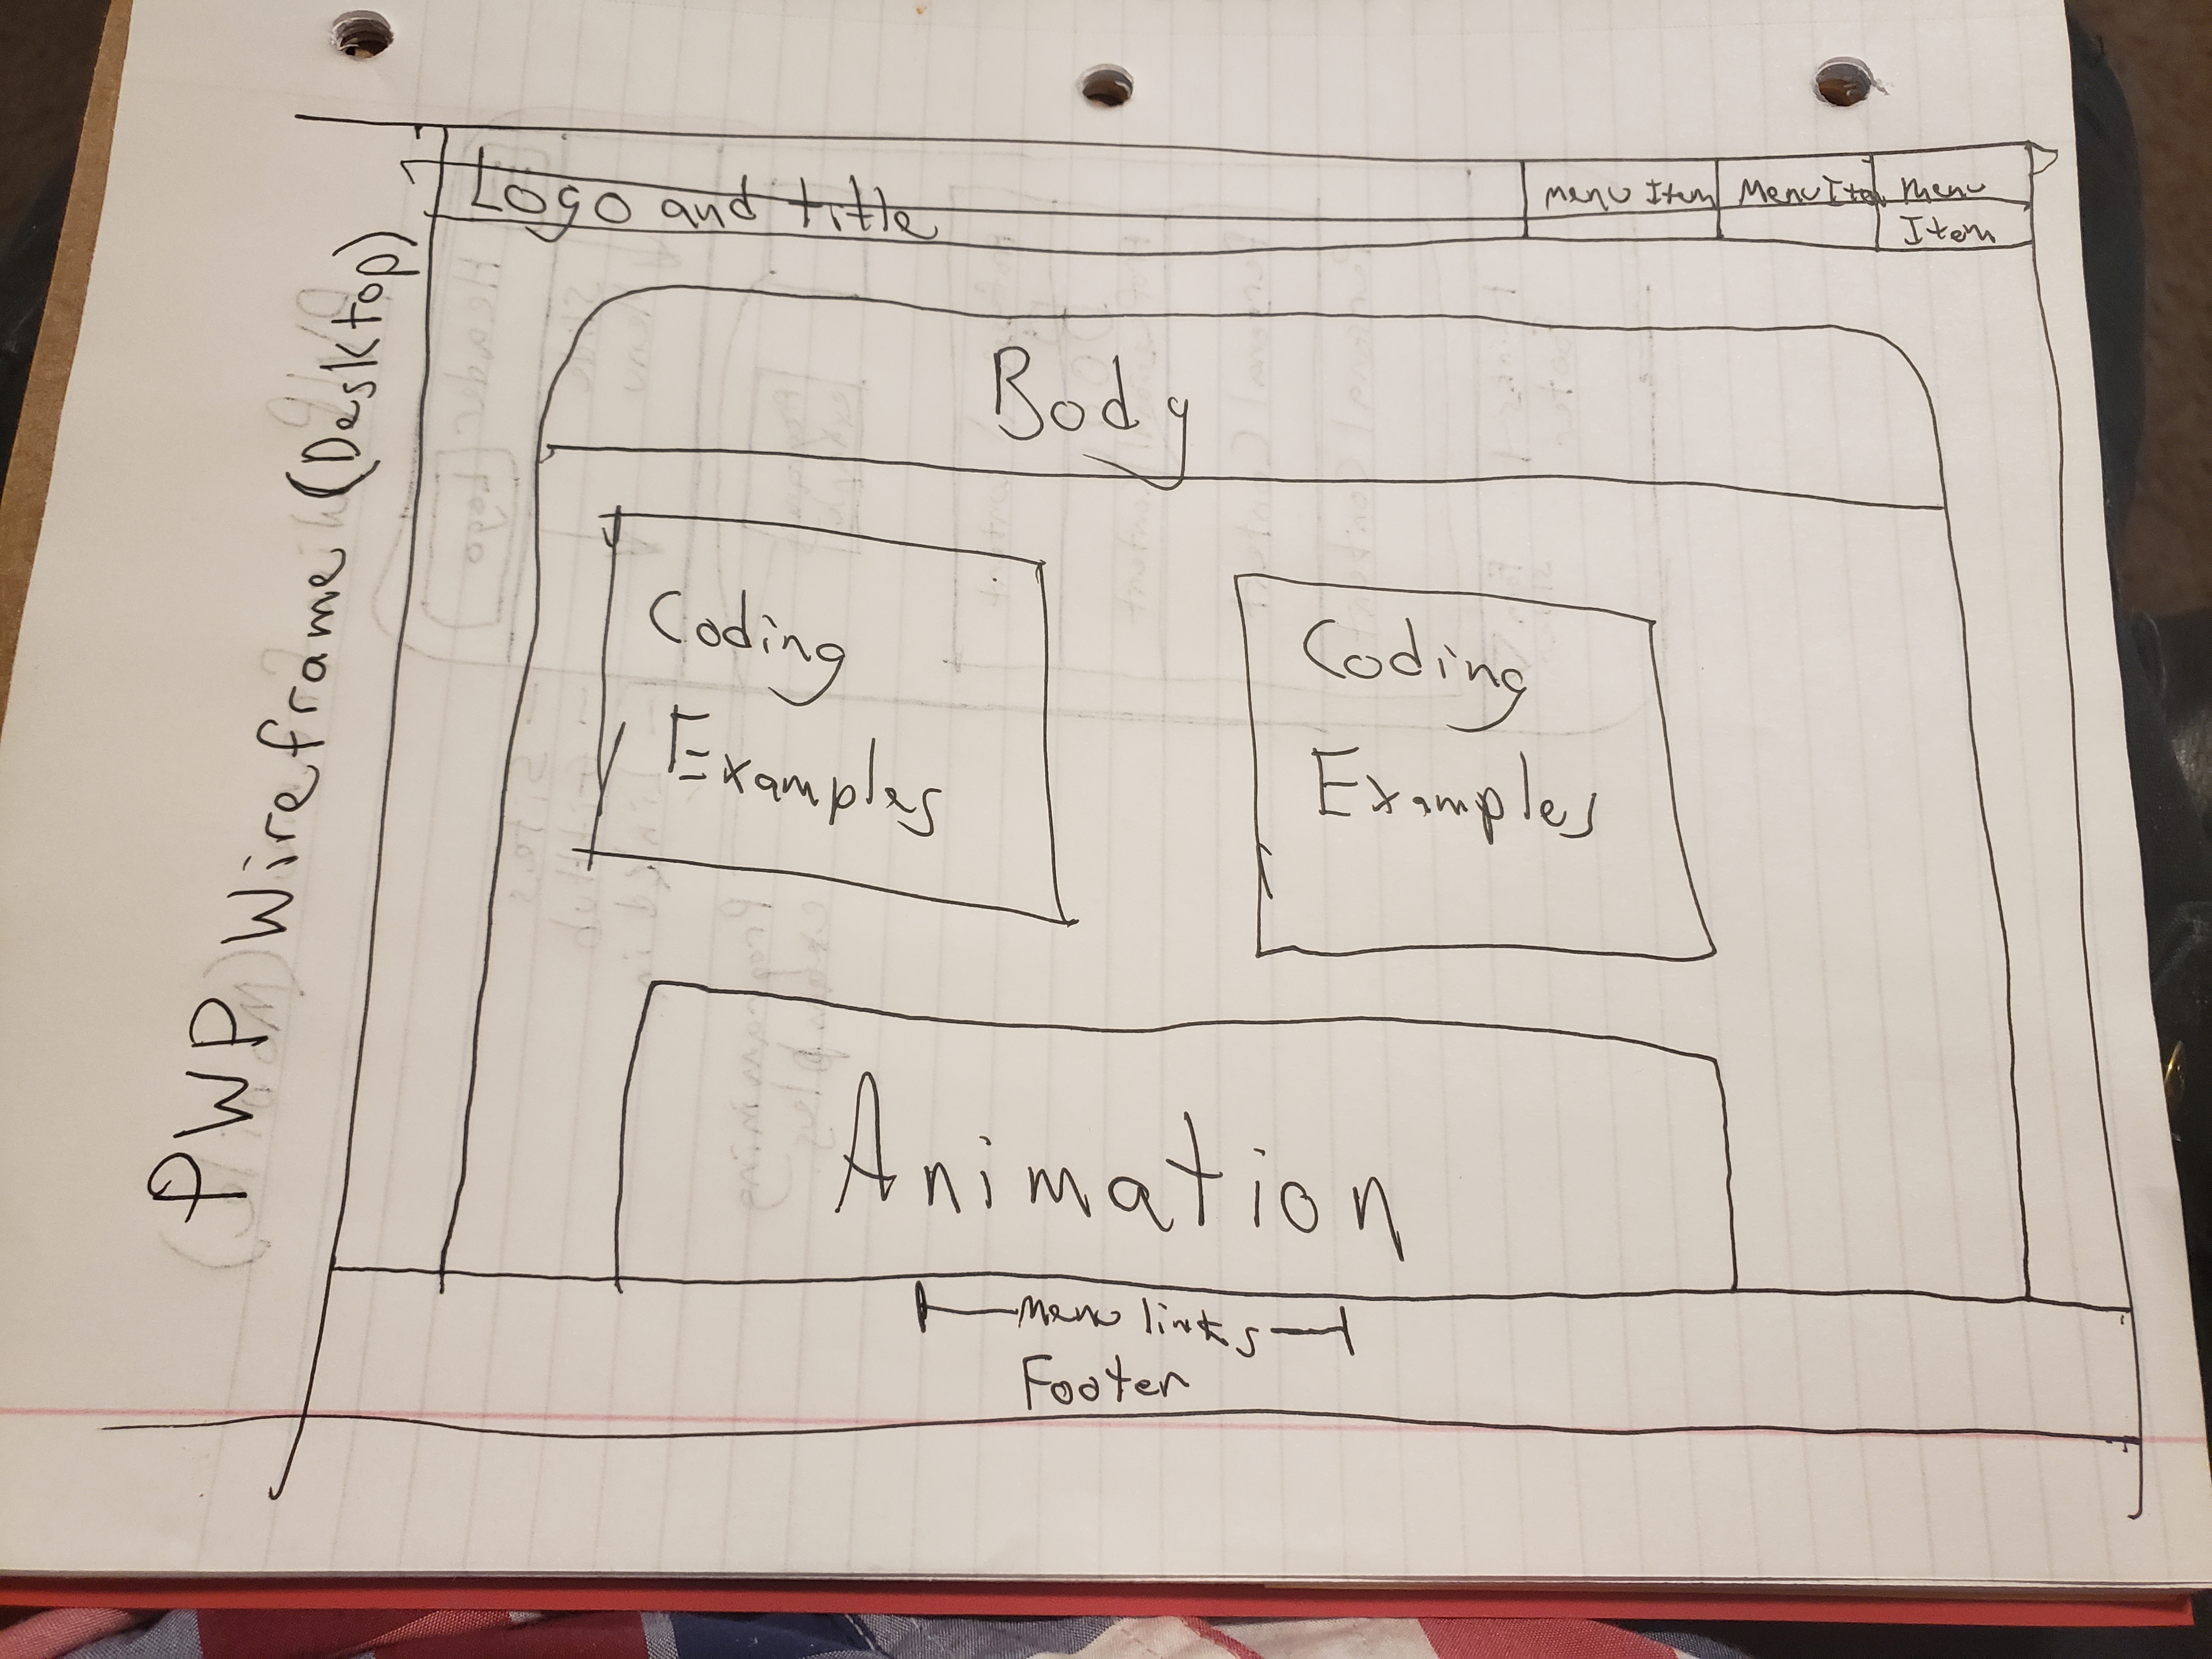 PWP Wireframe (Desktop)
Logo and title
menu Item
Menu Item
Menu
Item
Body
Coding
Examples
Coding
Examples
Animation
menu links
Footer